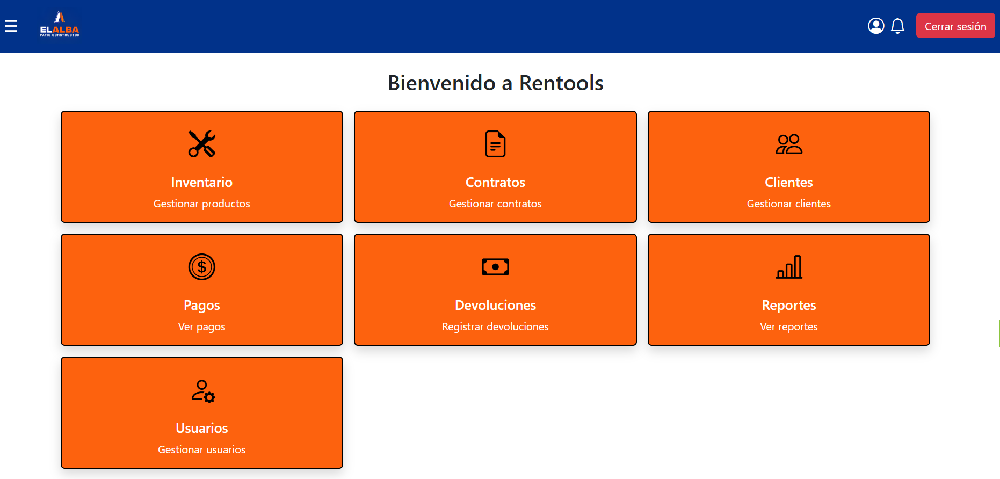 ELALBA
PATIO CONSTRUCTOR
Cerrar sesión
Bienvenido a Rentools
Inventario
Gestionar productos
Contratos
Gestionar contratos
Clientes
Gestionar clientes
$
Pagos
Ver pagos
Devoluciones
Registrar devoluciones
Reportes
Ver reportes
Usuarios
Gestionar usuarios